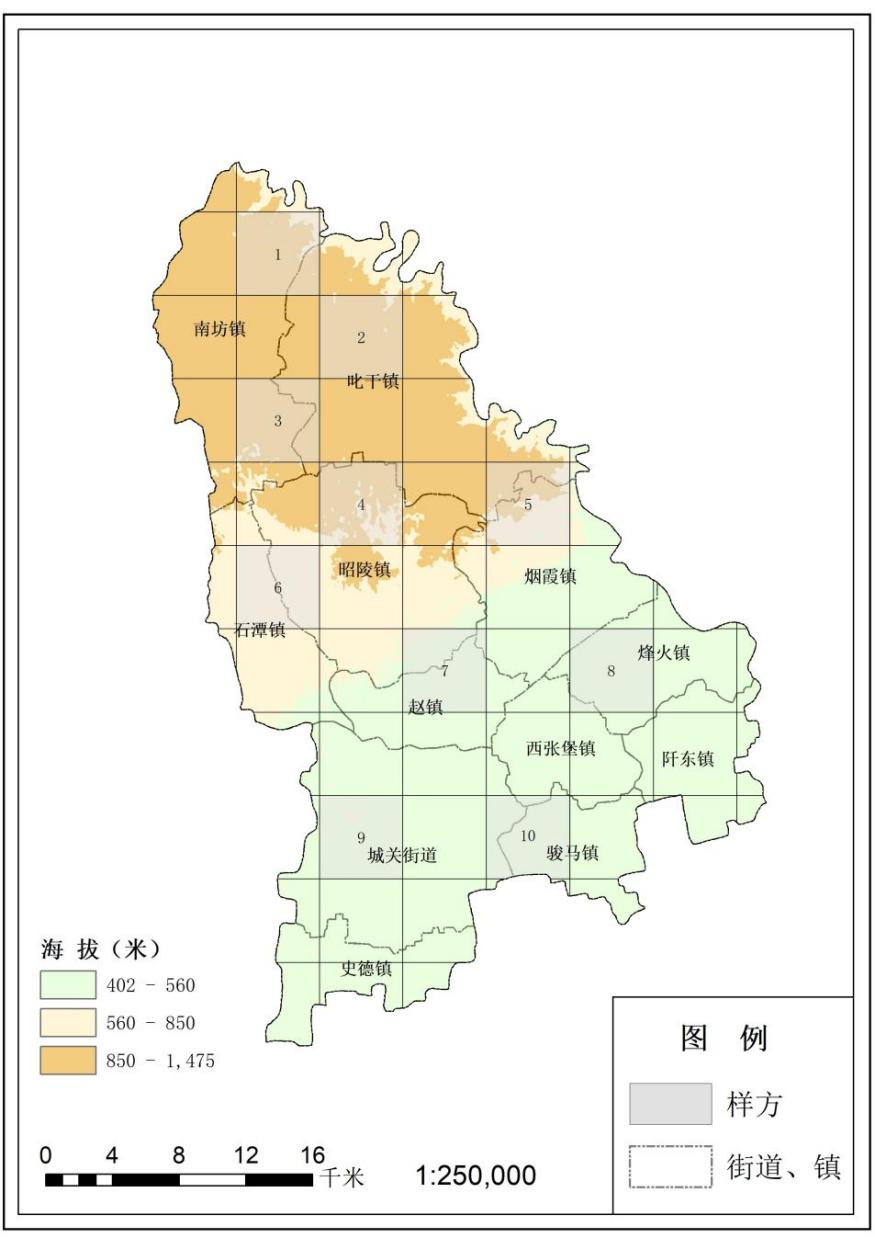 1
南坊镇
2
叱干镇
3
4
5
昭陵镇
烟霞镇
6
石潭镇
烽火镇
7
8
赵镇
西张堡镇
阡东镇
9
城关街道
10
骏马镇
史德镇
海 拔（米）
402 - 560
560 - 850
850 - 1,475
图 例
样方
街道、镇
0 4 8 12 16
千米
1:250,000